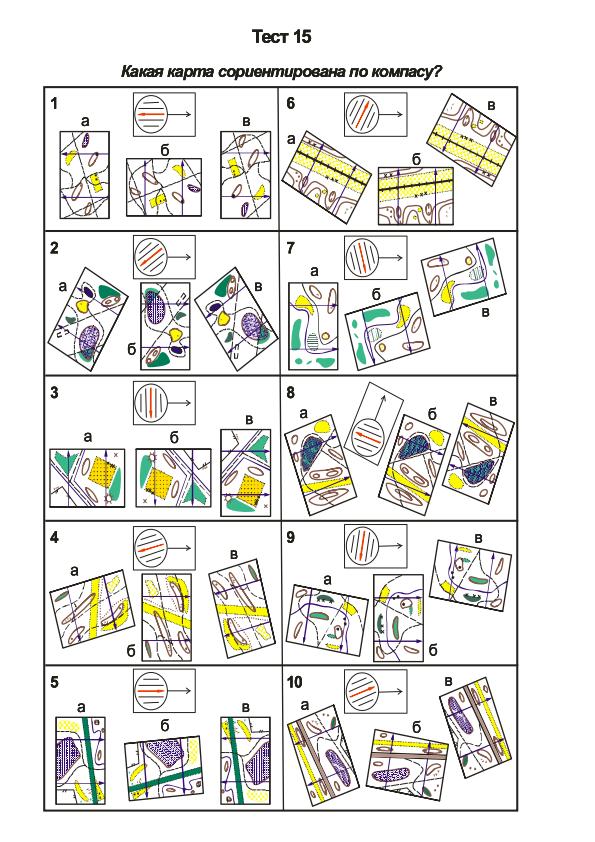 Тест 15
Какая карта сориентирована по компасу?
1
а
б
в
6
а
б
в
2
а
б
в
7
а
б
в
3
а
б
в
8
а
б
в
4
а
б
в
9
а
б
в
5
а
б
в
10
а
б
в